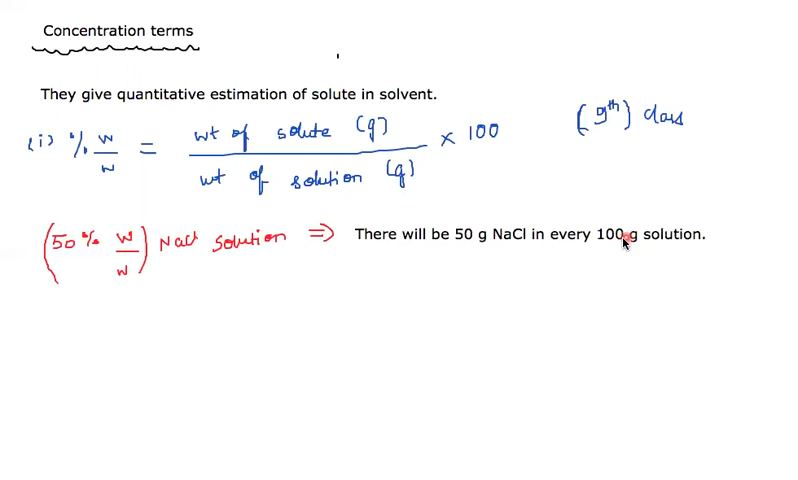 Concentration terms
They give quantitative estimation of solute in solvent.
(i) % w/w = wt of solute (g) / wt of solution (g) × 100
(9th) class
(50 % w/w) NaCl solution ⇒ There will be 50 g NaCl in every 100 g solution.